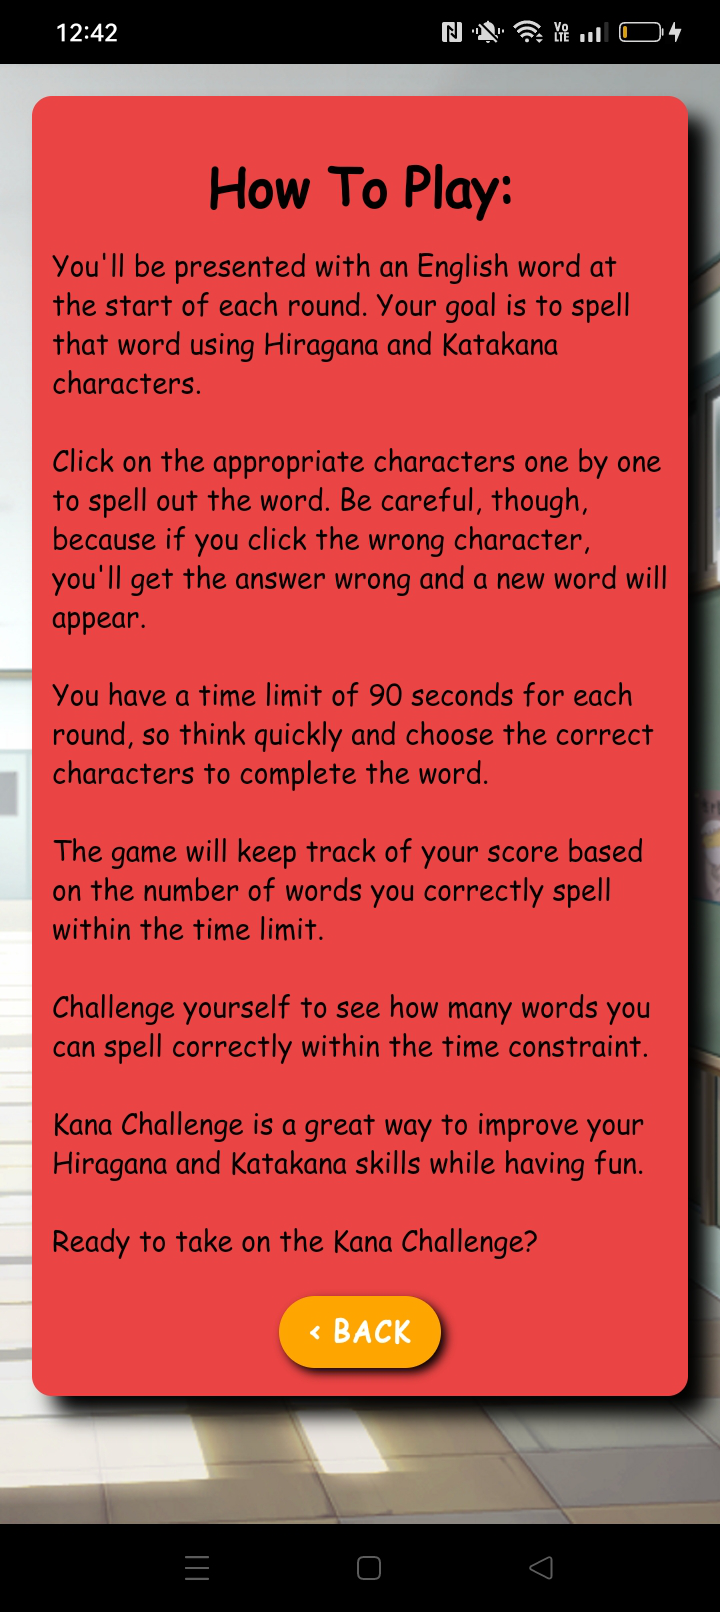 12:42
Vo
LTE
How To Play:
You'll be presented with an English word at
the start of each round. Your goal is to spell
that word using Hiragana and Katakana
characters.
Click on the appropriate characters one by one
to spell out the word. Be careful, though,
because if you click the wrong character,
you'll get the answer wrong and a new word will
appear.
You have a time limit of 90 seconds for each
round, so think quickly and choose the correct
characters to complete the word.
The game will keep track of your score based
on the number of words you correctly spell
within the time limit.
Challenge yourself to see how many words you
can spell correctly within the time constraint.
Kana Challenge is a great way to improve your
Hiragana and Katakana skills while having fun.
Ready to take on the Kana Challenge?
< BACK